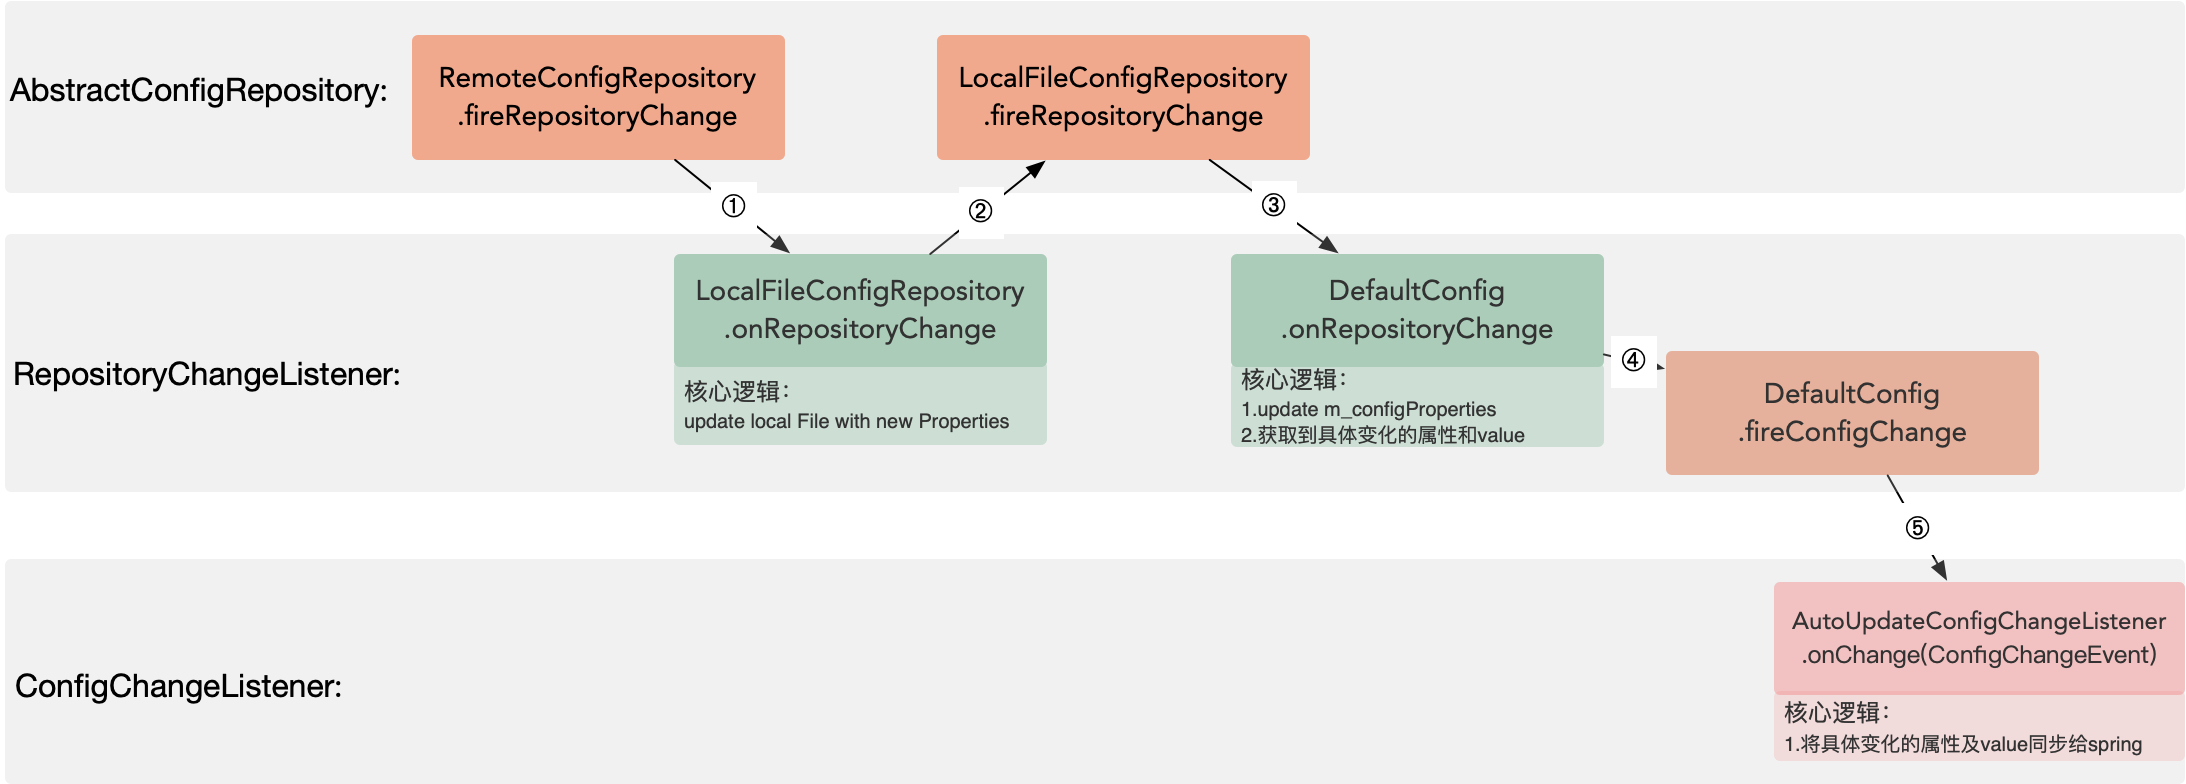 AbstractConfigRepository:
RemoteConfigRepository
.fireRepositoryChange
LocalFileConfigRepository
.fireRepositoryChange
①
②
③
RepositoryChangeListener:
LocalFileConfigRepository
.onRepositoryChange
核心逻辑：
update local File with new Properties
DefaultConfig
.onRepositoryChange
核心逻辑：
1.update m_configProperties
2.获取到具体变化的属性和value
④
DefaultConfig
.fireConfigChange
⑤
ConfigChangeListener:
AutoUpdateConfigChangeListener
.onChange(ConfigChangeEvent)
核心逻辑：
1.将具体变化的属性及value同步给spring